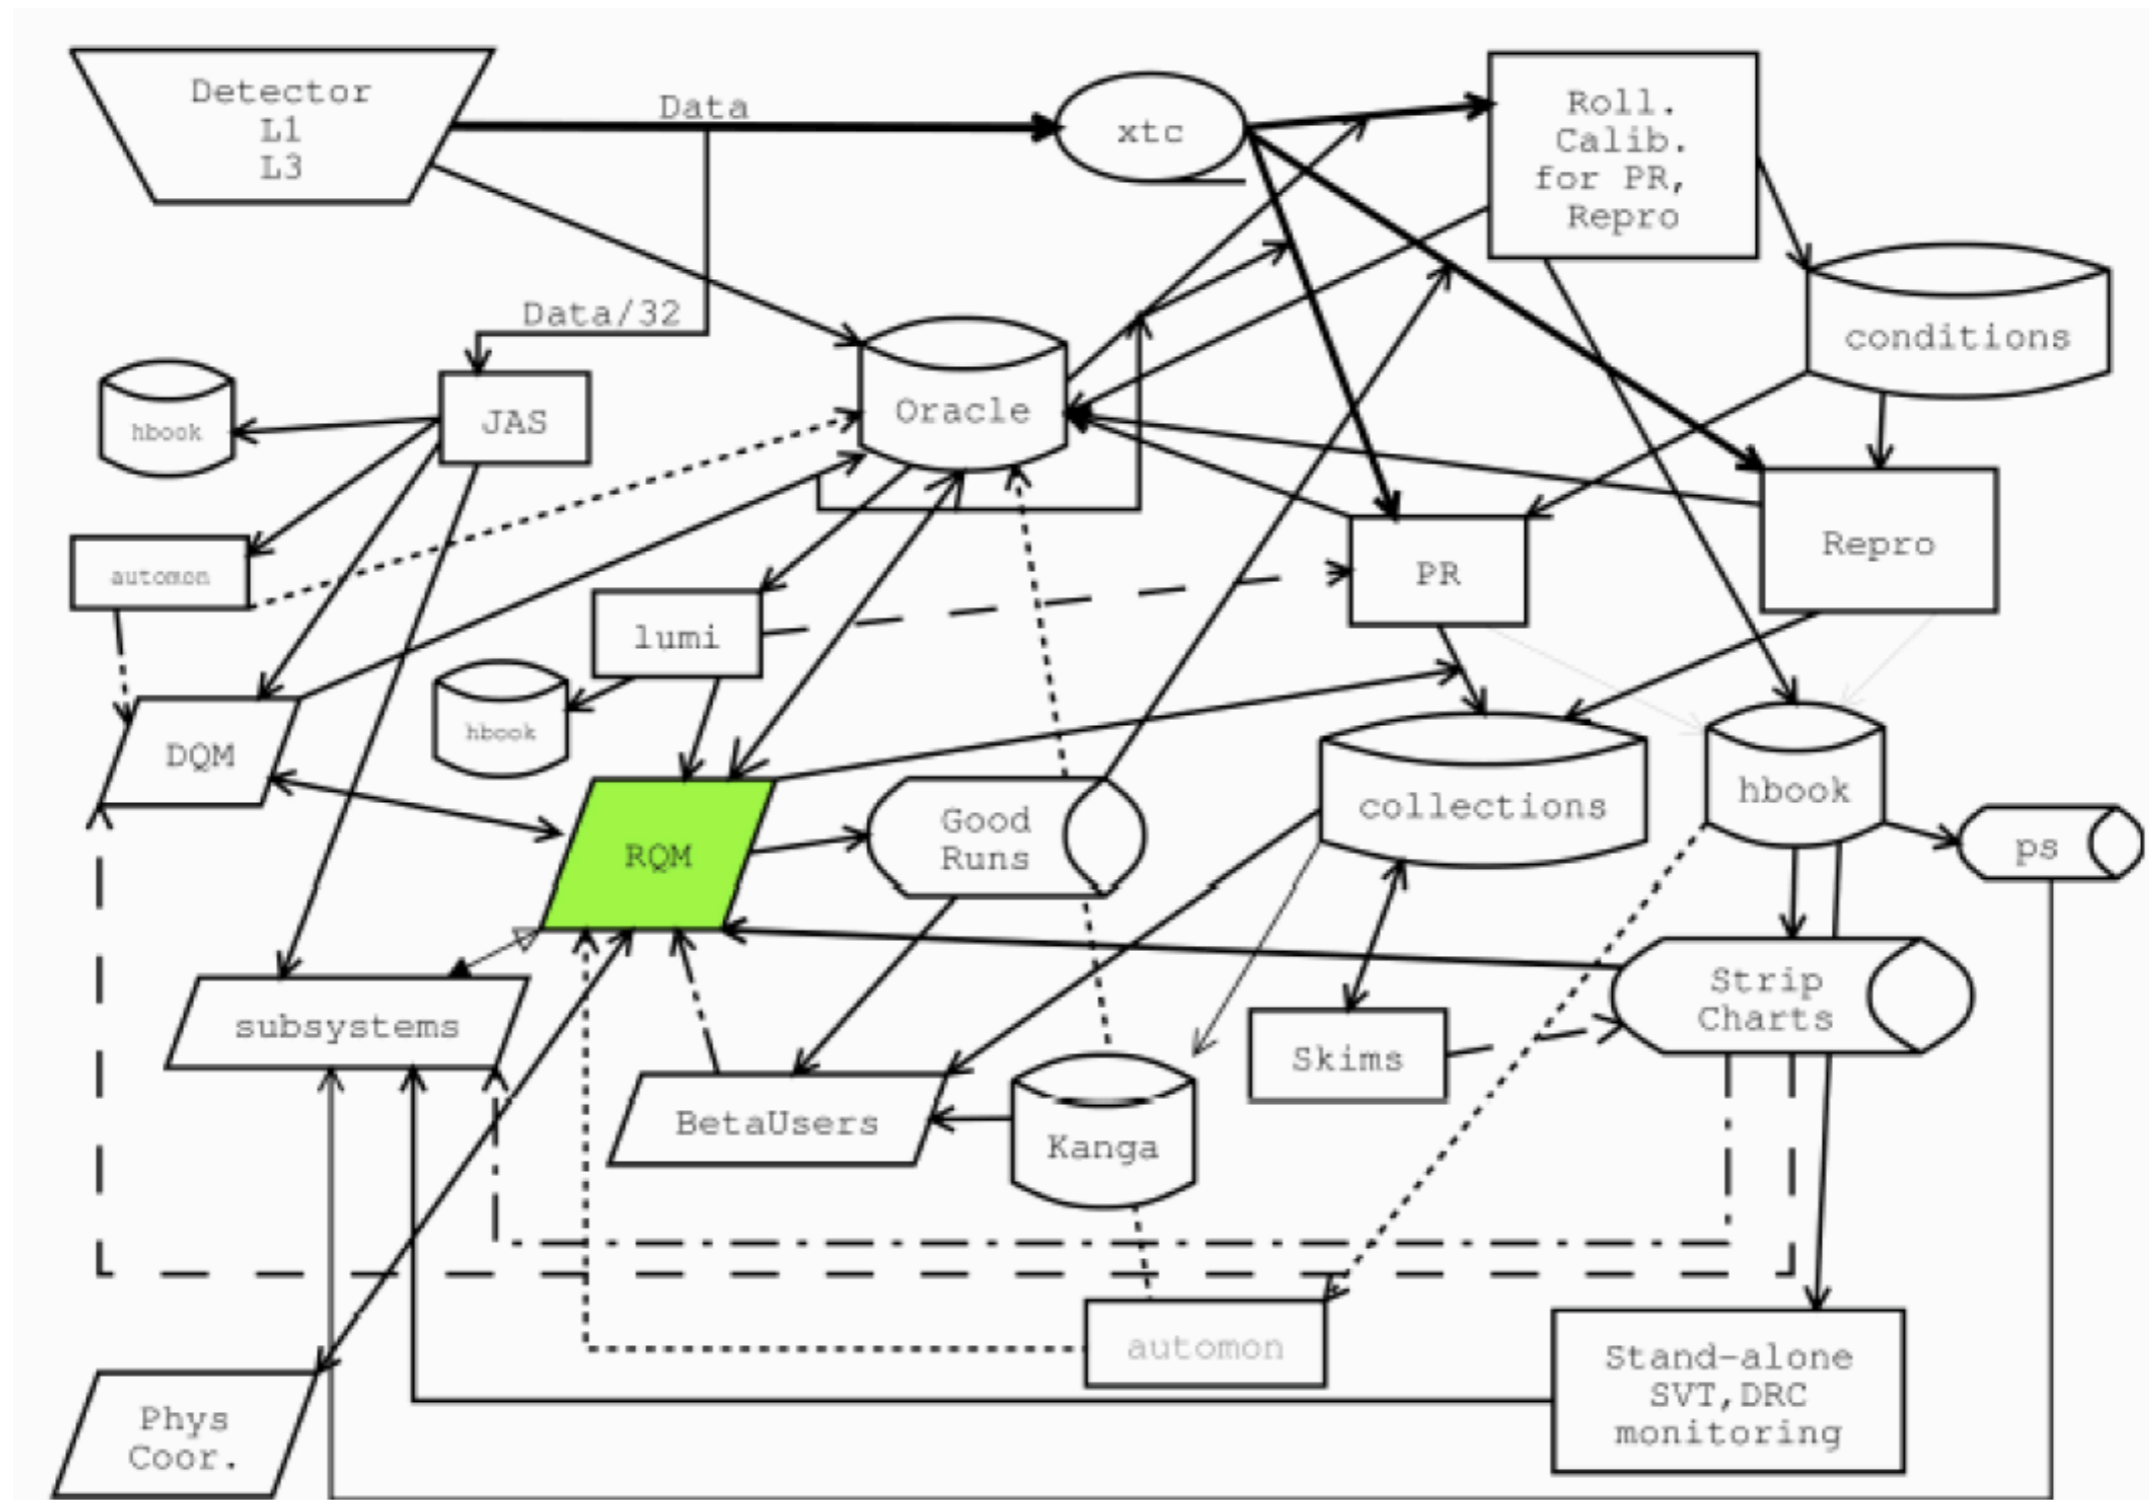 Detector
L1
L3
Data
xtc
Roll.
Calib.
for PR,
Repro
Data/32
conditions
hbook
JAS
Oracle
automon
PR
Repro
lumi
hbook
DQM
RQM
Good
Runs
collections
hbook
ps
subsystems
Strip
Charts
BetaUsers
Kanga
Skims
automon
Stand-alone
SVT,DRC
monitoring
Phys
Coor.